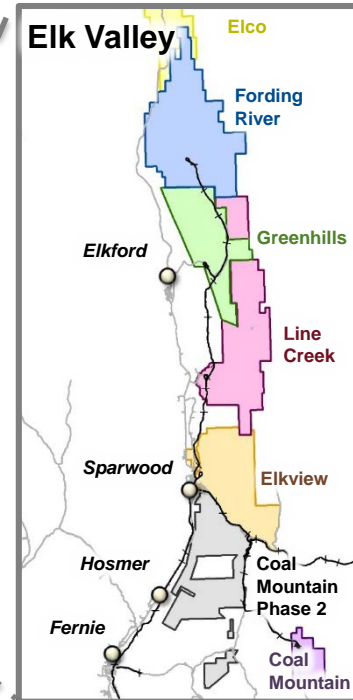 Elk Valley
Elco
Fording
River
Elkford
Greenhills
Line
Creek
Sparwood
Elkview
Hosmer
Coal
Mountain
Phase 2
Fernie
Coal
Mountain